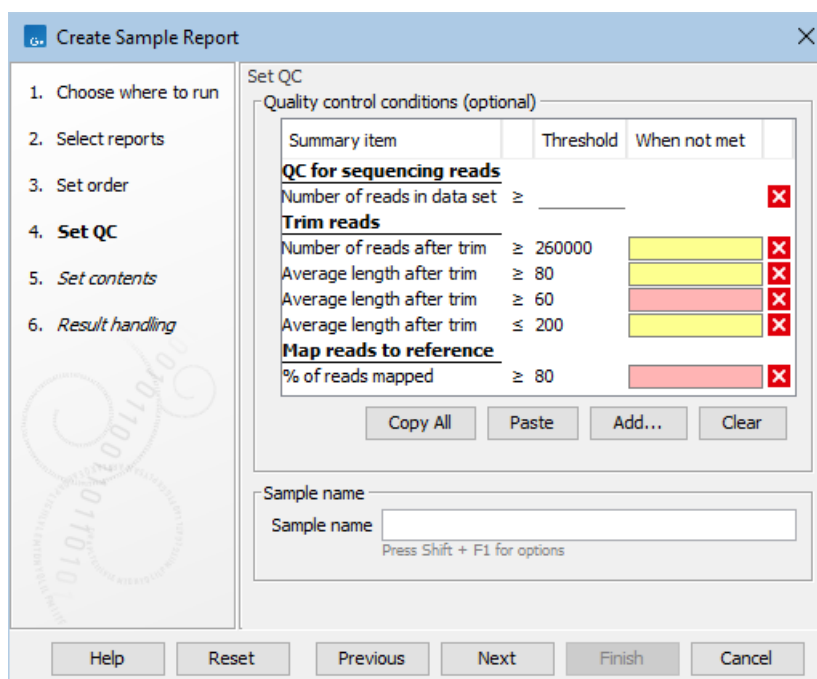 G.
Create Sample Report
1. Choose where to run
2. Select reports
3. Set order
4. Set QC
5. Set contents
6. Result handling
Set QC
Quality control conditions (optional)
Summary item Threshold When not met
QC for sequencing reads
Number of reads in data set ≥
Trim reads
Number of reads after trim ≥ 260000
Average length after trim ≥ 80
Average length after trim ≥ 60
Average length after trim ≤ 200
Map reads to reference
% of reads mapped ≥ 80
Copy All Paste Add... Clear
Sample name
Sample name
Press Shift + F1 for options
Help Reset Previous Next Finish Cancel